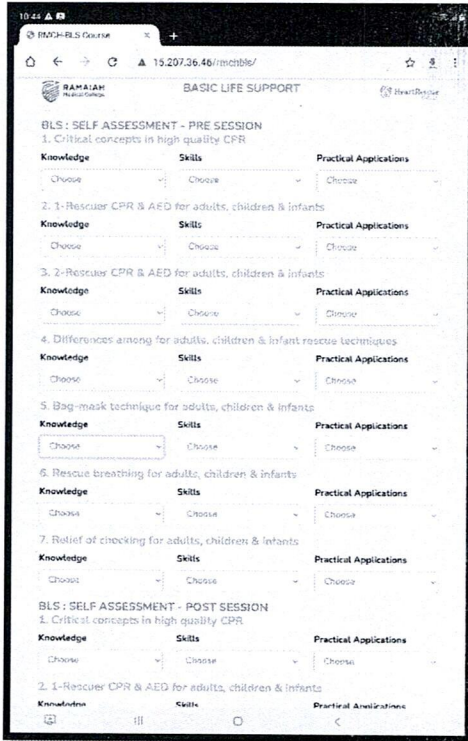 10:44
RMCH-BLS Course × +
15.207.36.46/rmchbls/
RAMAIAH
Medical College
BASIC LIFE SUPPORT
HeartRescue
BLS : SELF ASSESSMENT - PRE SESSION
1. Critical concepts in high quality CPR
Knowledge Skills Practical Applications
Choose Choose Choose
2. 1-Rescuer CPR & AED for adults, children & infants
Knowledge Skills Practical Applications
Choose Choose Choose
3. 2-Rescuer CPR & AED for adults, children & infants
Knowledge Skills Practical Applications
Choose Choose Choose
4. Differences among for adults, children & infant rescue techniques
Knowledge Skills Practical Applications
Choose Choose Choose
5. Bag-mask technique for adults, children & infants
Knowledge Skills Practical Applications
Choose Choose Choose
6. Rescue breathing for adults, children & infants
Knowledge Skills Practical Applications
Choose Choose Choose
7. Relief of chocking for adults, children & infants
Knowledge Skills Practical Applications
Choose Choose Choose
BLS : SELF ASSESSMENT - POST SESSION
1. Critical concepts in high quality CPR
Knowledge Skills Practical Applications
Choose Choose Choose
2. 1-Rescuer CPR & AED for adults, children & infants
Knowledge Skills Practical Applications